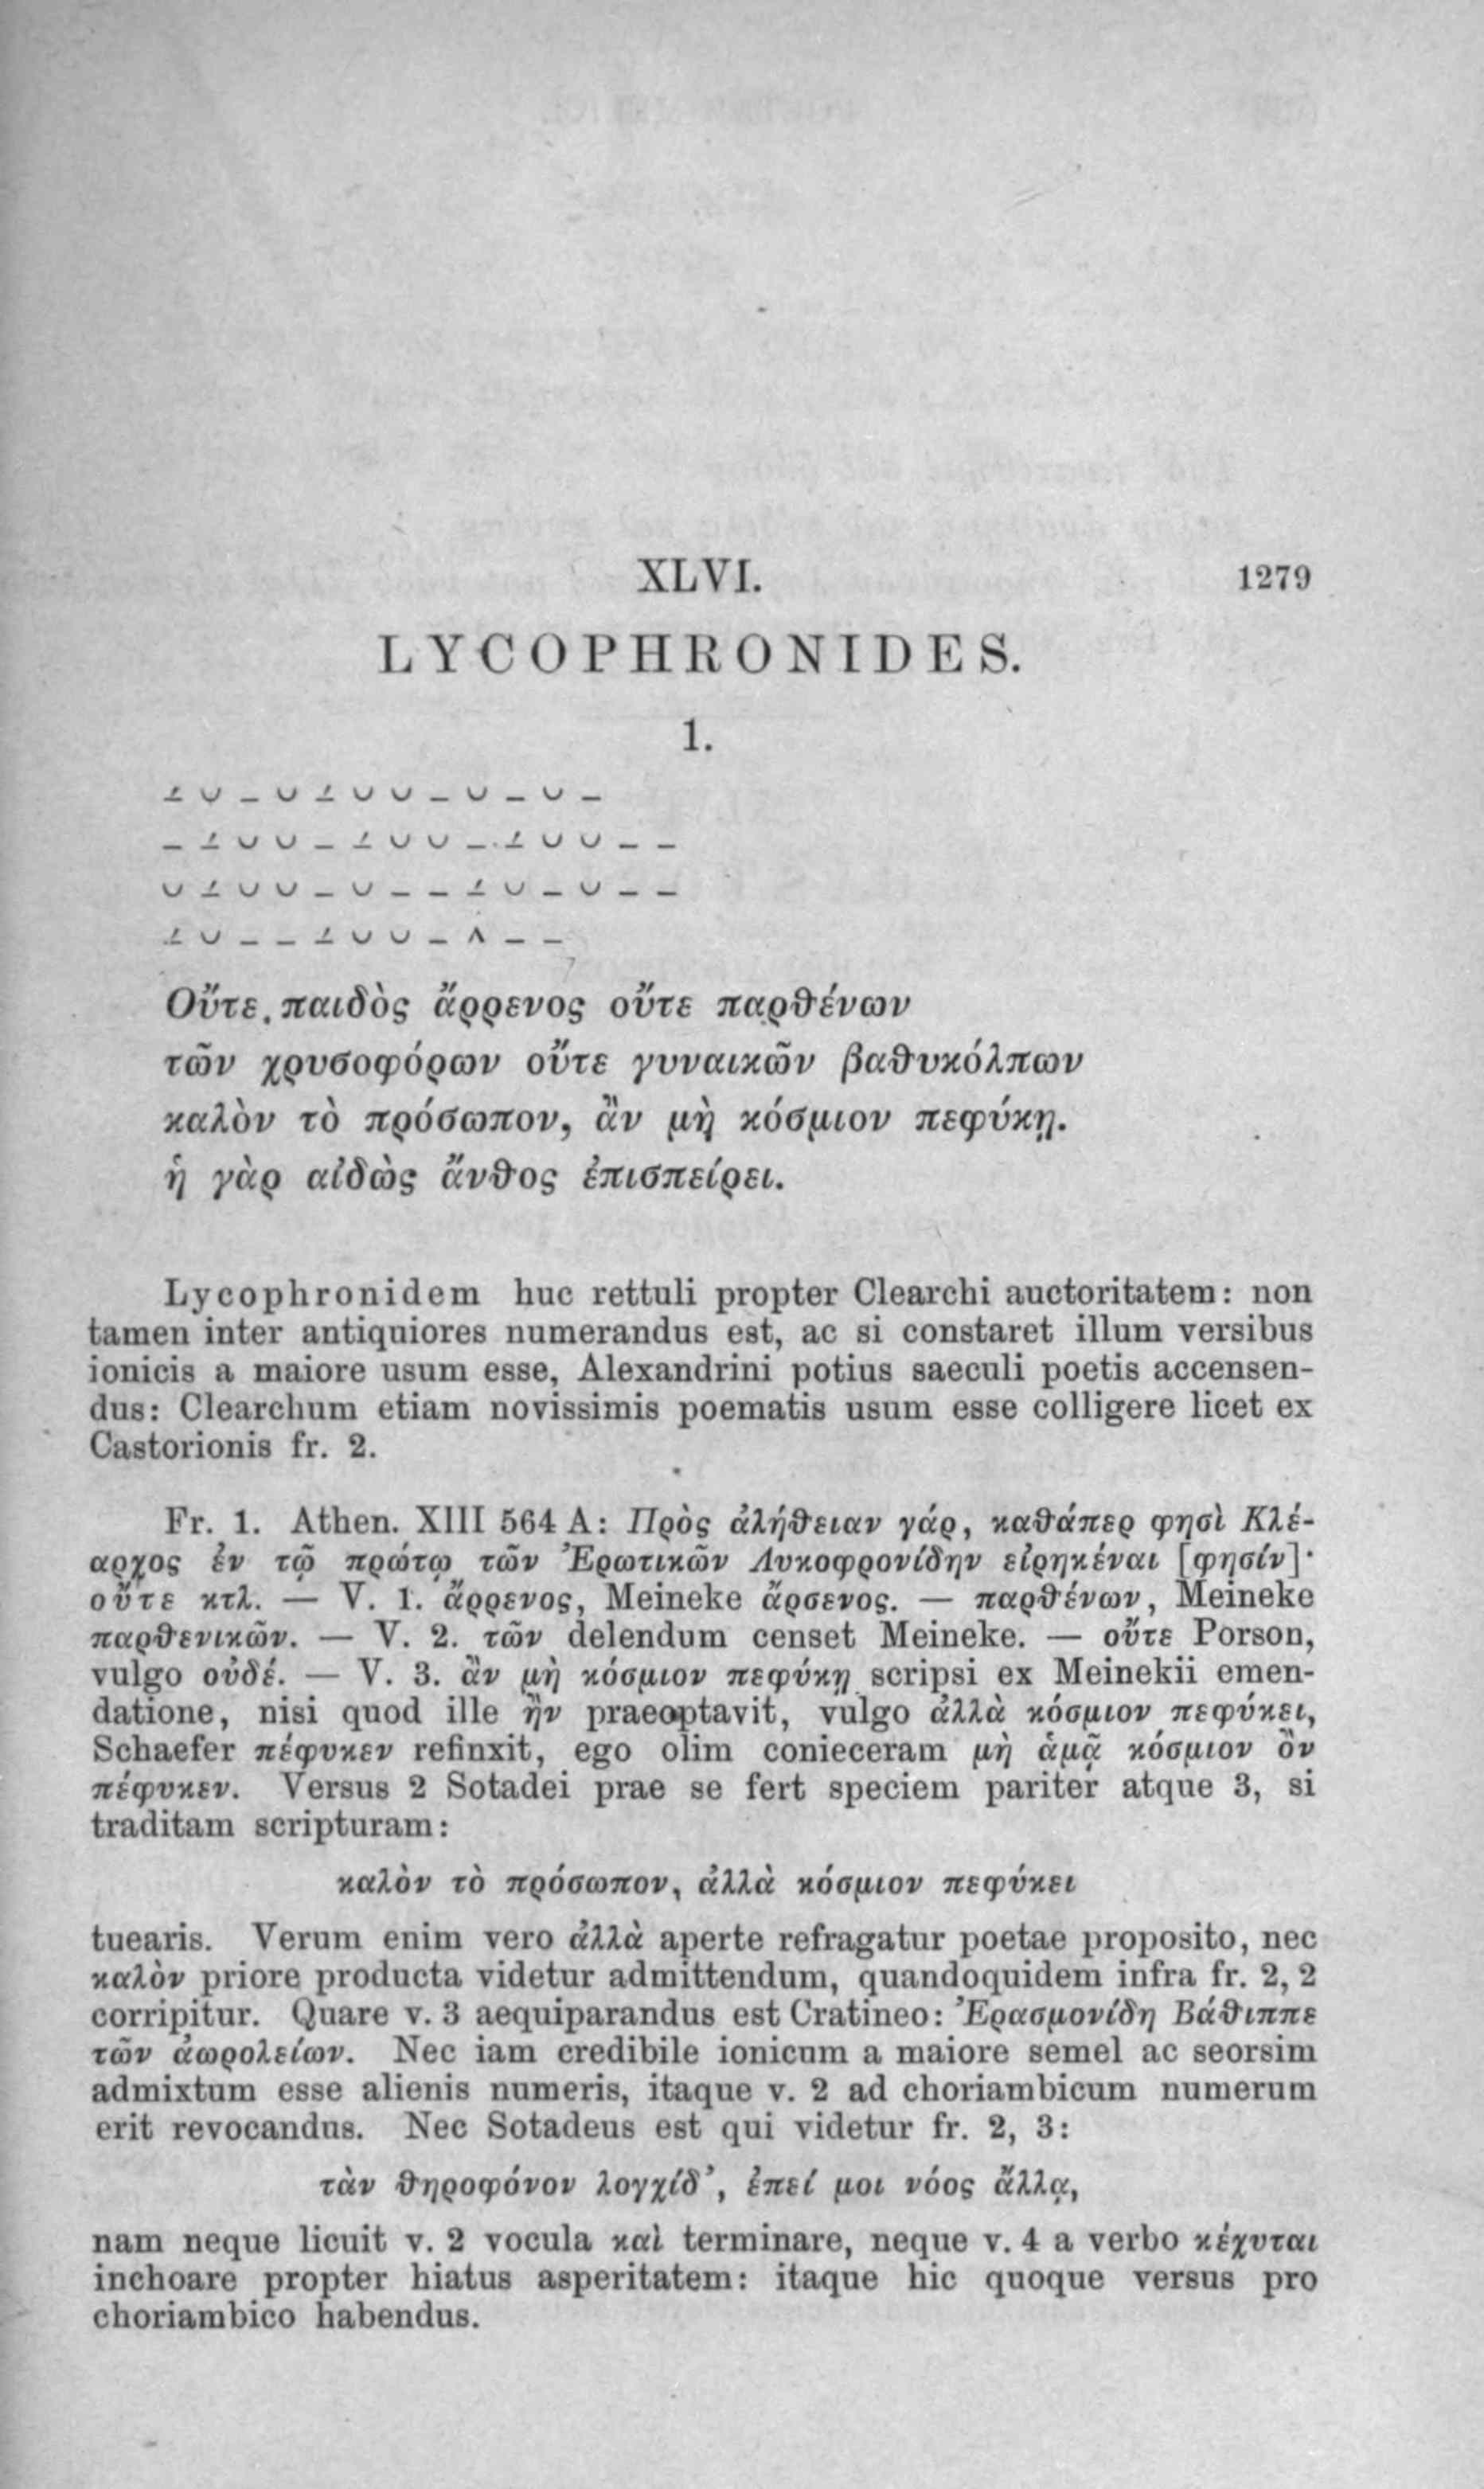 XLVI. 1279
LYCOPHRONIDES.
1.
⏊ ⏑ – ⏑ ⏊ ⏑ ⏑ – ⏑ – ⏑ –
– ⏊ ⏑ ⏑ – ⏊ ⏑ ⏑ – ⏊ ⏑ ⏑ – –
⏑ ⏊ ⏑ ⏑ – ⏑ – – ⏊ ⏑ – ⏑ – –
⏊ ⏑ – – ⏊ ⏑ ⏑ – ∧ – –
Οὔτε παιδὸς ἄρρενος οὔτε παρθένων
τῶν χρυσοφόρων οὔτε γυναικῶν βαθυκόλπων
καλὸν τὸ πρόσωπον, ἂν μὴ κόσμιον πεφύκῃ.
ἡ γὰρ αἰδὼς ἄνθος ἐπισπείρει.
Lycophronidem huc rettuli propter Clearchi auctoritatem: non
tamen inter antiquiores numerandus est, ac si constaret illum versibus
ionicis a maiore usum esse, Alexandrini potius saeculi poetis accensen-
dus: Clearchum etiam novissimis poematis usum esse colligere licet ex
Castorionis fr. 2.
Fr. 1. Athen. XIII 564 A: Πρὸς ἀλήθειαν γάρ, καθάπερ φησὶ Κλέ-
αρχος ἐν τῷ πρώτῳ τῶν Ἐρωτικῶν Λυκοφρονίδην εἰρηκέναι [φησίν]·
οὔτε κτλ. — V. 1. ἄρρενος, Meineke ἄρσενος. — παρθένων, Meineke
παρθενικῶν. — V. 2. τῶν delendum censet Meineke. — οὔτε Porson,
vulgo οὐδέ. — V. 3. ἂν μὴ κόσμιον πεφύκῃ scripsi ex Meinekii emen-
datione, nisi quod ille ἢν praeoptavit, vulgo ἀλλὰ κόσμιον πεφύκει,
Schaefer πέφυκεν refinxit, ego olim conieceram μὴ ἁμᾷ κόσμιον ὂν
πέφυκεν. Versus 2 Sotadei prae se fert speciem pariter atque 3, si
traditam scripturam:
καλὸν τὸ πρόσωπον, ἀλλὰ κόσμιον πεφύκει
tuearis. Verum enim vero ἀλλὰ aperte refragatur poetae proposito, nec
καλὸν priore producta videtur admittendum, quandoquidem infra fr. 2, 2
corripitur. Quare v. 3 aequiparandus est Cratineo: Ἐρασμονίδη Βάθιππε
τῶν ἀωρολείων. Nec iam credibile ionicum a maiore semel ac seorsim
admixtum esse alienis numeris, itaque v. 2 ad choriambicum numerum
erit revocandus. Nec Sotadeus est qui videtur fr. 2, 3:
τὰν θηροφόνον λογχίδ’, ἐπεί μοι νόος ἄλλᾳ,
nam neque licuit v. 2 vocula καὶ terminare, neque v. 4 a verbo κέχυται
inchoare propter hiatus asperitatem: itaque hic quoque versus pro
choriambico habendus.